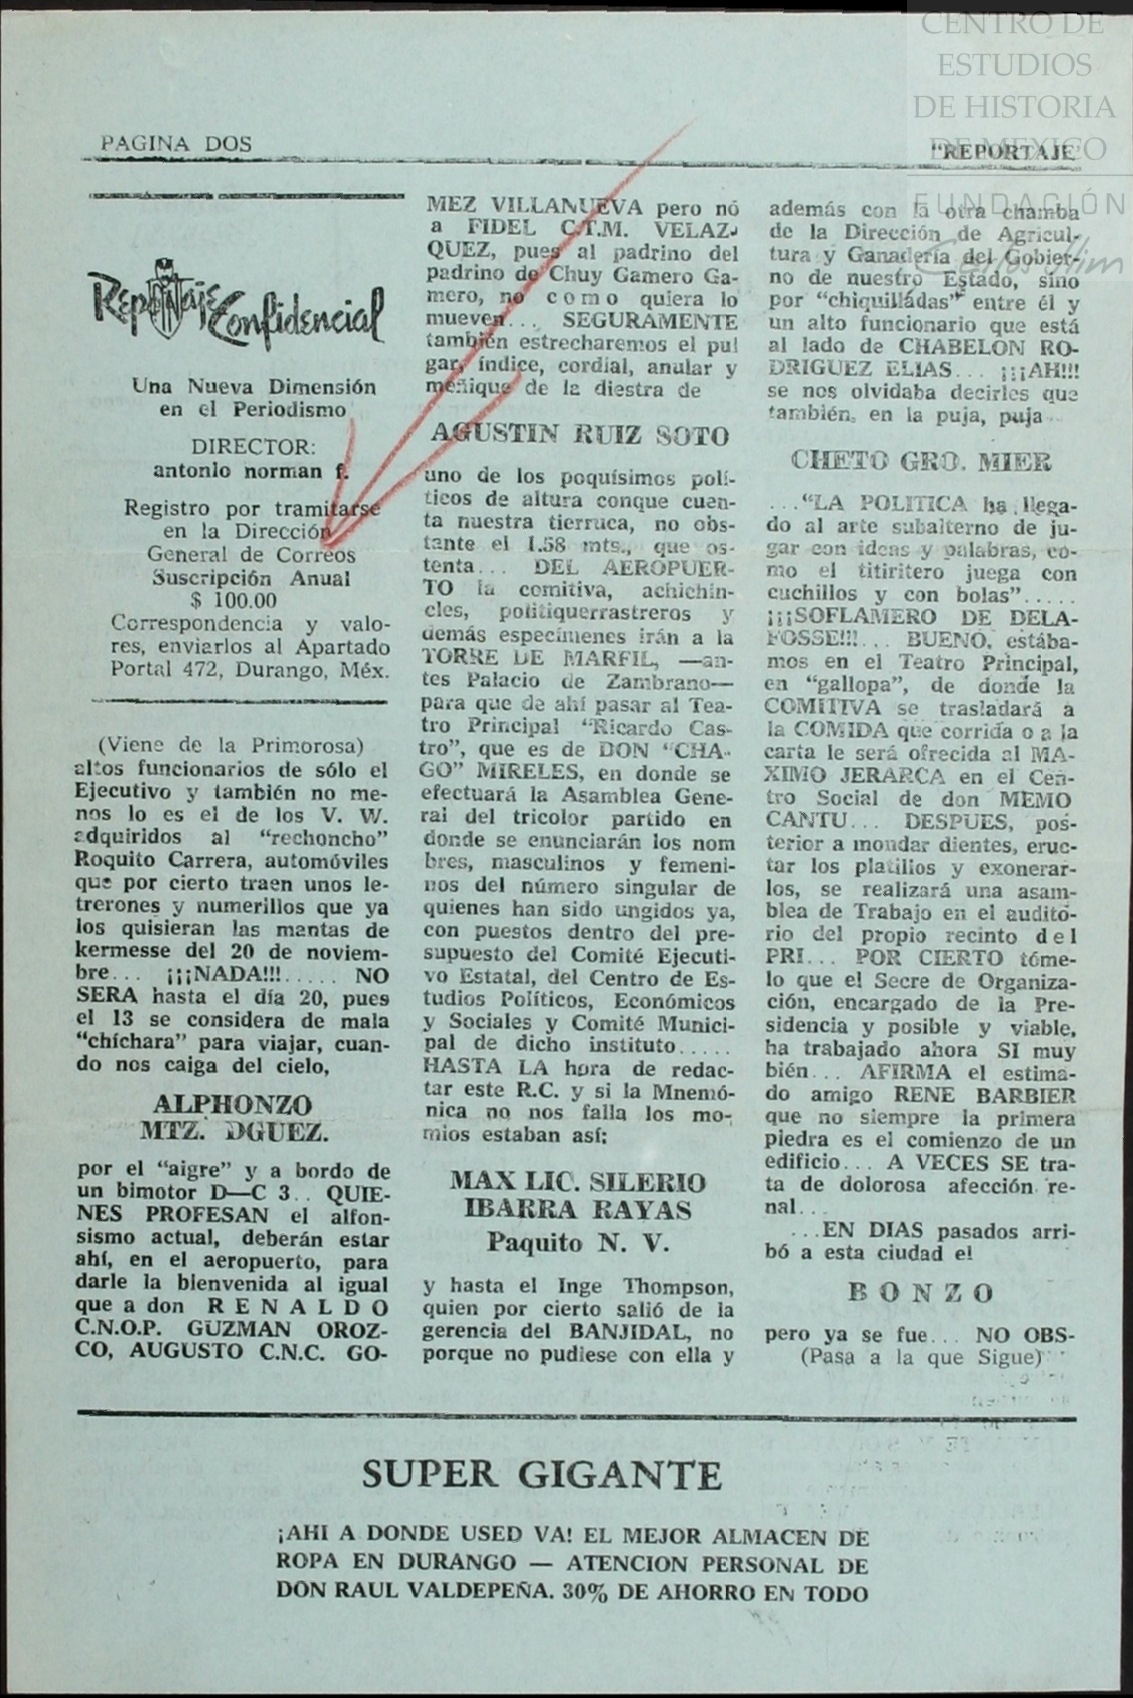 CENTRO DE
ESTUDIOS
DE HISTORIA
DE MEXICO
FUNDACIÓN
Carlos Slim
PAGINA DOS
"REPORTAJE
Reportaje Confidencial
Una Nueva Dimensión
en el Periodismo
DIRECTOR:
antonio norman f.
Registro por tramitarse
en la Dirección
General de Correos
Suscripción Anual
$ 100.00
Correspondencia y valo-
res, enviarlos al Apartado
Portal 472, Durango, Méx.
(Viene de la Primorosa)
altos funcionarios de sólo el
Ejecutivo y también no me-
nos lo es el de los V. W.
adquiridos al "rechoncho"
Roquito Carrera, automóviles
que por cierto traen unos le-
trerones y numerillos que ya
los quisieran las mantas de
kermesse del 20 de noviem-
bre... ¡¡¡NADA!!!..... NO
SERA hasta el día 20, pues
el 13 se considera de mala
"chíchara" para viajar, cuan-
do nos caiga del cielo,
ALPHONZO
MTZ. DGUEZ.
por el "aigre" y a bordo de
un bimotor D—C 3.. QUIE-
NES PROFESAN el alfon-
sismo actual, deberán estar
ahí, en el aeropuerto, para
darle la bienvenida al igual
que a don RENALDO
C.N.O.P. GUZMAN OROZ-
CO, AUGUSTO C.N.C. GO-
MEZ VILLANUEVA pero nó
a FIDEL C.T.M. VELAZ-
QUEZ, pues al padrino del
padrino de Chuy Gamero Ga-
mero, no como quiera lo
mueven... SEGURAMENTE
también estrecharemos el pul
gar, índice, cordial, anular y
meñique de la diestra de
AGUSTIN RUIZ SOTO
uno de los poquísimos polí-
ticos de altura conque cuen-
ta nuestra tierruca, no obs-
tante el 1.58 mts., que os-
tenta... DEL AEROPUER-
TO la comitiva, achichin-
cles, politiquerrastreros y
demás especímenes irán a la
TORRE DE MARFIL, —an-
tes Palacio de Zambrano—
para que de ahí pasar al Tea-
tro Principal "Ricardo Cas-
tro", que es de DON "CHA-
GO" MIRELES, en donde se
efectuará la Asamblea Gene-
ral del tricolor partido en
donde se enunciarán los nom
bres, masculinos y femeni-
nos del número singular de
quienes han sido ungidos ya,
con puestos dentro del pre-
supuesto del Comité Ejecuti-
vo Estatal, del Centro de Es-
tudios Políticos, Económicos
y Sociales y Comité Munici-
pal de dicho instituto.....
HASTA LA hora de redac-
tar este R.C. y si la Mnemó-
nica no nos falla los mo-
mios estaban así:
MAX LIC. SILERIO
IBARRA RAYAS
Paquito N. V.
y hasta el Inge Thompson,
quien por cierto salió de la
gerencia del BANJIDAL, no
porque no pudiese con ella y
además con la otra chamba
de la Dirección de Agricul-
tura y Ganadería del Gobier-
no de nuestro Estado, sino
por "chiquilladas" entre él y
un alto funcionario que está
al lado de CHABELON RO-
DRIGUEZ ELIAS... ¡¡¡AH!!!
se nos olvidaba decirles que
también, en la puja, puja
CHETO GRO. MIER
..."LA POLITICA ha llega-
do al arte subalterno de ju-
gar con ideas y palabras, co-
mo el titiritero juega con
cuchillos y con bolas".....
¡¡¡SOFLAMERO DE DELA-
FOSSE!!!... BUENO, estába-
mos en el Teatro Principal,
en "gallopa", de donde la
COMITIVA se trasladará a
la COMIDA que corrida o a la
carta le será ofrecida al MA-
XIMO JERARCA en el Cen-
tro Social de don MEMO
CANTU... DESPUES, pos-
terior a mondar dientes, eruc-
tar los platillos y exonerar-
los, se realizará una asam-
blea de Trabajo en el auditó-
rio del propio recinto del
PRI... POR CIERTO tóme-
lo que el Secre de Organiza-
ción, encargado de la Pre-
sidencia y posible y viable,
ha trabajado ahora SI muy
bién... AFIRMA el estima-
do amigo RENE BARBIER
que no siempre la primera
piedra es el comienzo de un
edificio... A VECES SE tra-
ta de dolorosa afección re-
nal...
...EN DIAS pasados arri-
bó a esta ciudad el
BONZO
pero ya se fue... NO OBS-
(Pasa a la que Sigue)
SUPER GIGANTE
¡AHI A DONDE USED VA! EL MEJOR ALMACEN DE
ROPA EN DURANGO — ATENCION PERSONAL DE
DON RAUL VALDEPEÑA. 30% DE AHORRO EN TODO